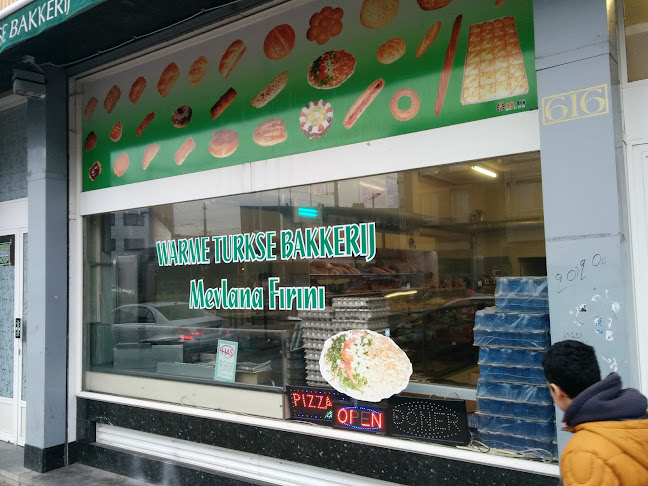 SE BAKKERIJ
616
WARME TURKSE BAKKERIJ
Mevlana Fırını
PIZZA
OPEN
DONER